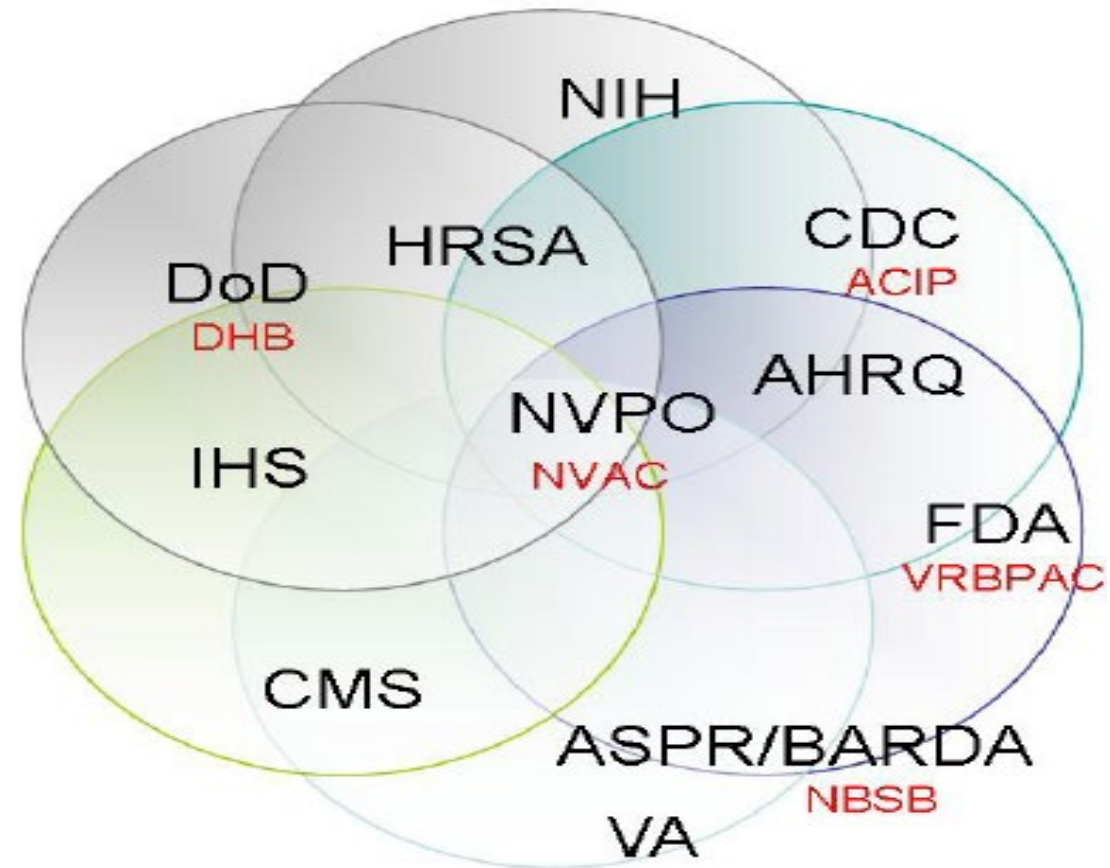 NIH
CDC
ACIP
HRSA
DoD
DHB
AHRQ
NVPO
NVAC
IHS
FDA
VRBPAC
CMS
ASPR/BARDA
NBSB
VA